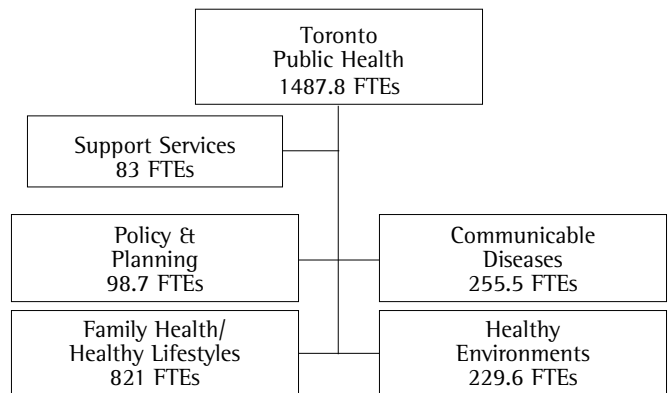 Toronto
Public Health
1487.8 FTEs
Support Services
83 FTEs
Policy &
Planning
98.7 FTEs
Communicable
Diseases
255.5 FTEs
Family Health/
Healthy Lifestyles
821 FTEs
Healthy
Environments
229.6 FTEs